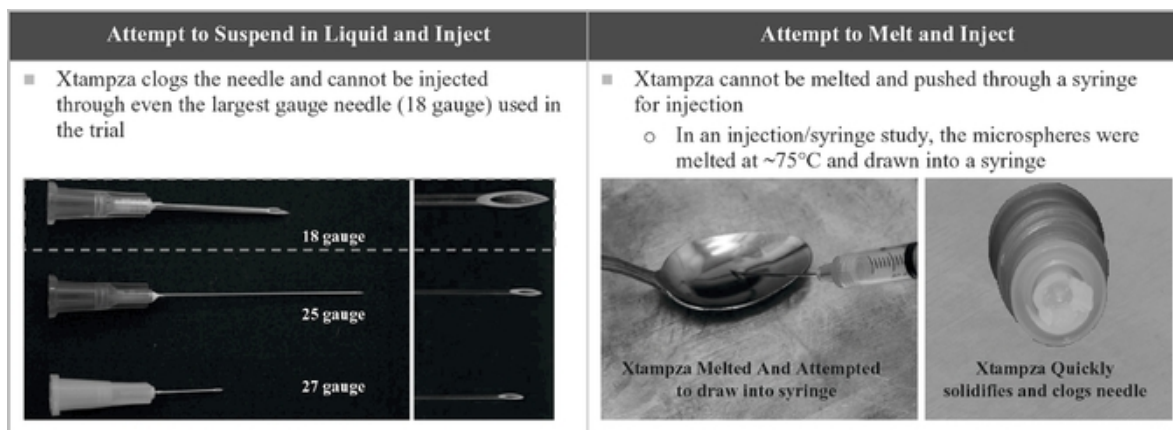 Attempt to Suspend in Liquid and Inject
Xtampza clogs the needle and cannot be injected
through even the largest gauge needle (18 gauge) used in
the trial
18 gauge
25 gauge
27 gauge
Attempt to Melt and Inject
Xtampza cannot be melted and pushed through a syringe
for injection
In an injection/syringe study, the microspheres were
melted at ~75°C and drawn into a syringe
Xtampza Melted And Attempted
to draw into syringe
Xtampza Quickly
solidifies and clogs needle